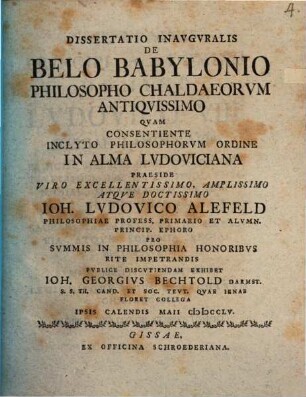 4.
DISSERTATIO INAVGVRALIS
DE
BELO BABYLONIO
PHILOSOPHO CHALDAEORVM
ANTIQVISSIMO
QVAM
CONSENTIENTE
INCLYTO PHILOSOPHORVM ORDINE
IN ALMA LVDOVICIANA
PRAESIDE
VIRO EXCELLENTISSIMO, AMPLISSIMO
ATQVE DOCTISSIMO
IOH. LVDOVICO ALEFELD
PHILOSOPHIAE PROFESS. PRIMARIO ET ALVMN.
PRINCIP. EPHORO
PRO
SVMMIS IN PHILOSOPHIA HONORIBVS
RITE IMPETRANDIS
PVBLICE DISCVTIENDAM EXHIBET
IOH. GEORGIVS BECHTOLD DARMST.
TH. CAND. ET SOC. TEVT. QVAE IENAE
FLORET COLLEGA
IPSIS CALENDIS MAII CIƆIƆCCLV.
GISSAE,
EX OFFICINA SCHROEDERIANA.